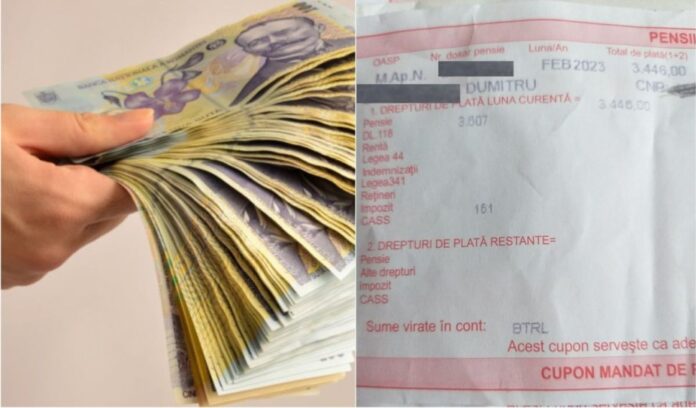 BANCA NAȚIONALĂ A
PENSII
OASP Nr dosar pensie Luna/An Total de plată(1+2)
M.Ap.N. FEB 2023 3.446,00
DUMITRU CNP
1. DREPTURI DE PLATĂ LUNA CURENTĂ = 3.446,00
Pensie 3.607
DL 118
Rentă
Legea 44
Indemnizații
Legea341
Rețineri
Impozit 161
CASS
2. DREPTURI DE PLATĂ RESTANTE=
Pensie
Alte drepturi
Impozit
CASS
Sume virate în cont: BTRL
Acest cupon servește ca ade
CUPON MANDAT DE P